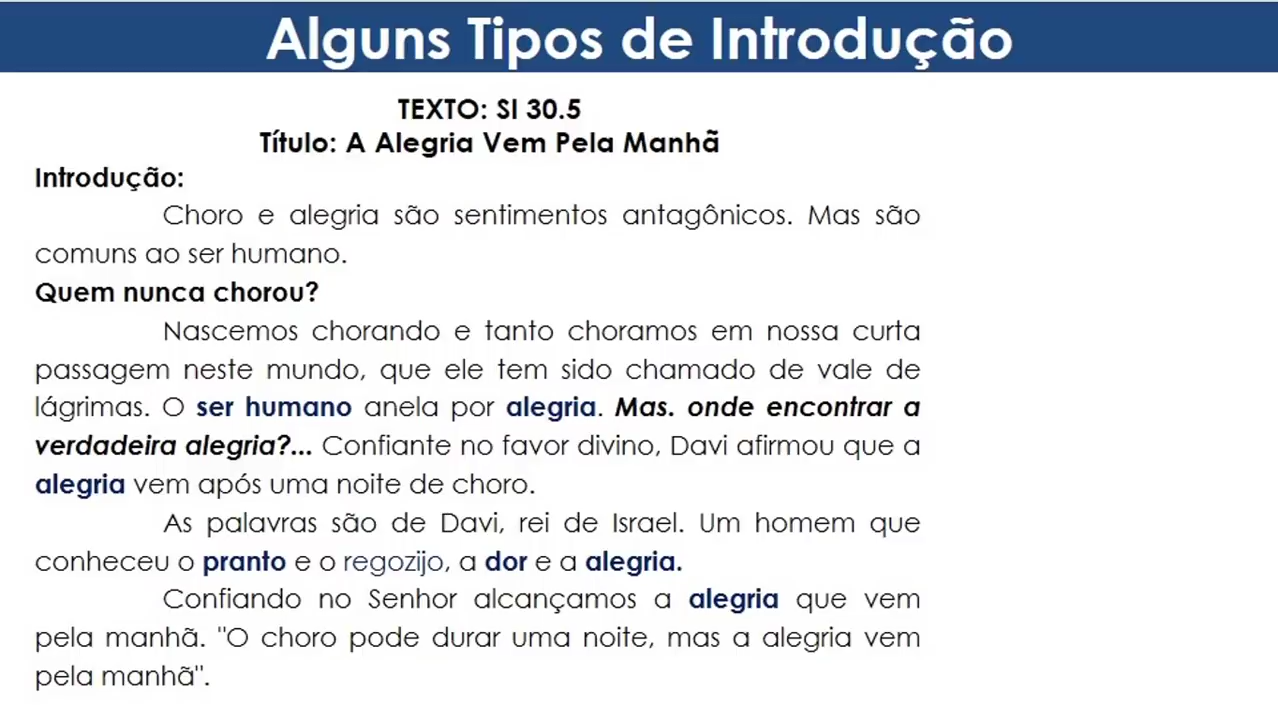 Alguns Tipos de Introdução
TEXTO: Sl 30.5
Título: A Alegria Vem Pela Manhã
Introdução:
Choro e alegria são sentimentos antagônicos. Mas são
comuns ao ser humano.
Quem nunca chorou?
Nascemos chorando e tanto choramos em nossa curta
passagem neste mundo, que ele tem sido chamado de vale de
lágrimas. O ser humano anela por alegria. Mas. onde encontrar a
verdadeira alegria?... Confiante no favor divino, Davi afirmou que a
alegria vem após uma noite de choro.
As palavras são de Davi, rei de Israel. Um homem que
conheceu o pranto e o regozijo, a dor e a alegria.
Confiando no Senhor alcançamos a alegria que vem
pela manhã. "O choro pode durar uma noite, mas a alegria vem
pela manhã".